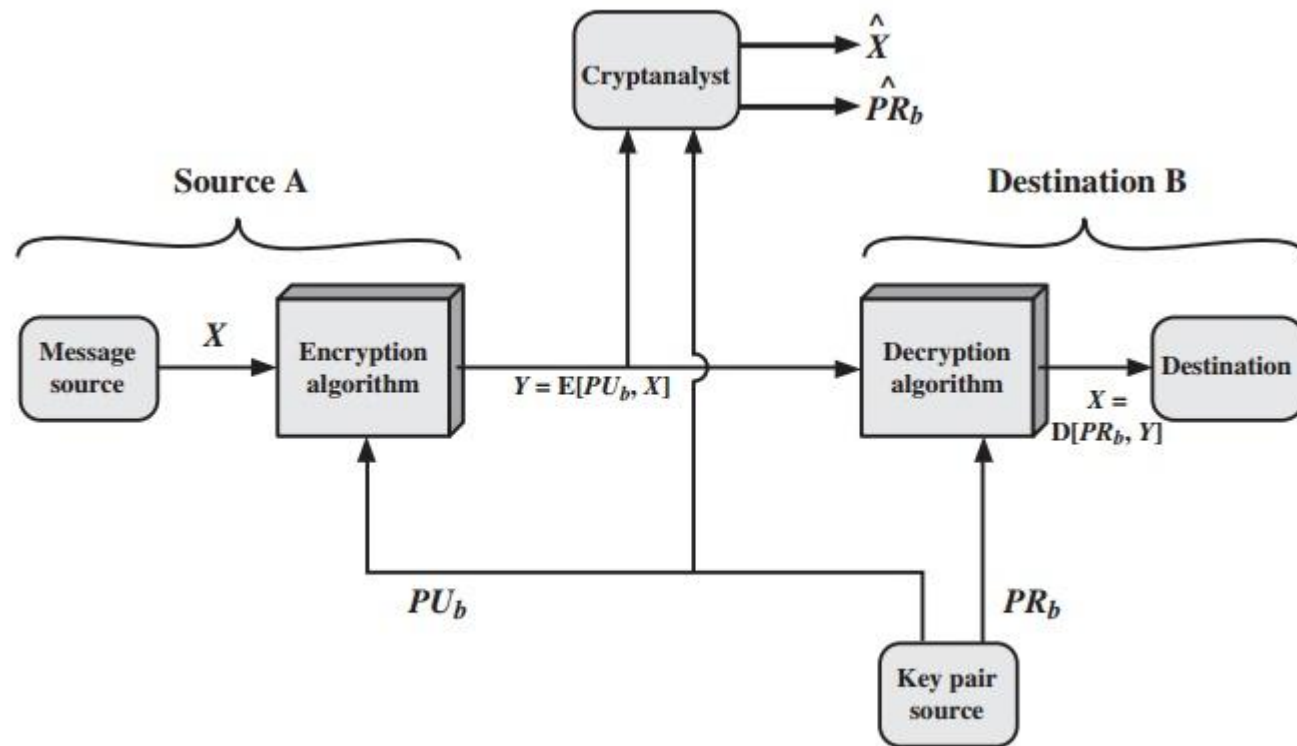 X̂
Cryptanalyst
P̂R_b
Source A
Destination B
X
Message
source
Encryption
algorithm
Y = E[PU_b, X]
Decryption
algorithm
Destination
X =
D[PR_b, Y]
PU_b
PR_b
Key pair
source